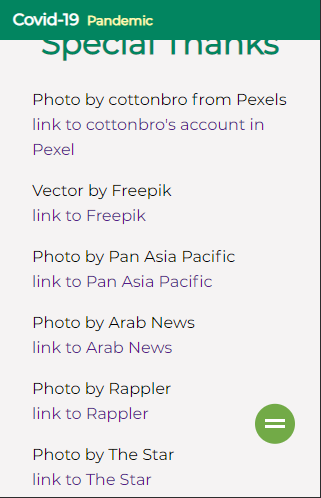 Covid-19 Pandemic
Special Thanks
Photo by cottonbro from Pexels
link to cottonbro's account in
Pexel
Vector by Freepik
link to Freepik
Photo by Pan Asia Pacific
link to Pan Asia Pacific
Photo by Arab News
link to Arab News
Photo by Rappler
link to Rappler
Photo by The Star
link to The Star